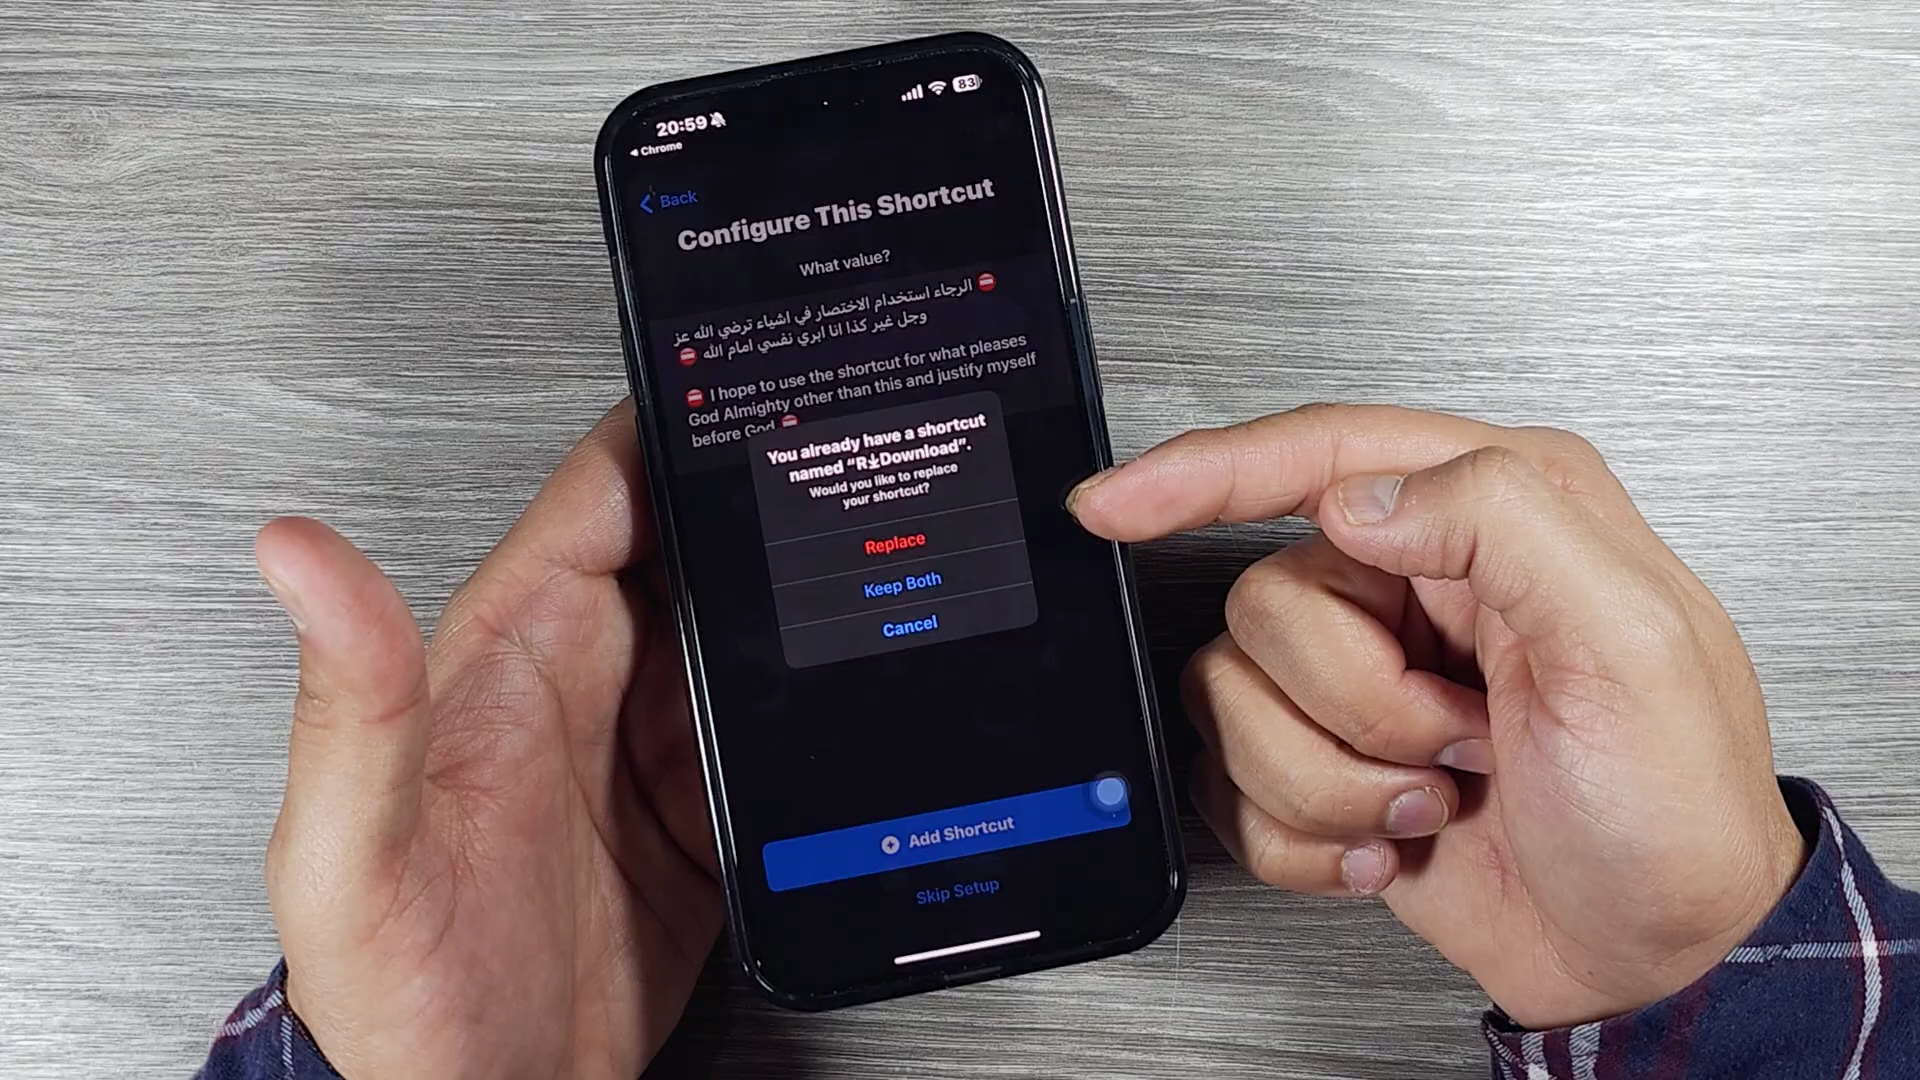 20:59
83
◀ Chrome
Back
Configure This Shortcut
What value?
⛔ الرجاء استخدام الاختصار في اشياء ترضي الله عز
وجل غير كذا انا ابري نفسي امام الله ⛔
⛔ I hope to use the shortcut for what pleases
God Almighty other than this and justify myself
before God ⛔
You already have a shortcut
named “R↓Download”.
Would you like to replace
your shortcut?
Replace
Keep Both
Cancel
Add Shortcut
Skip Setup